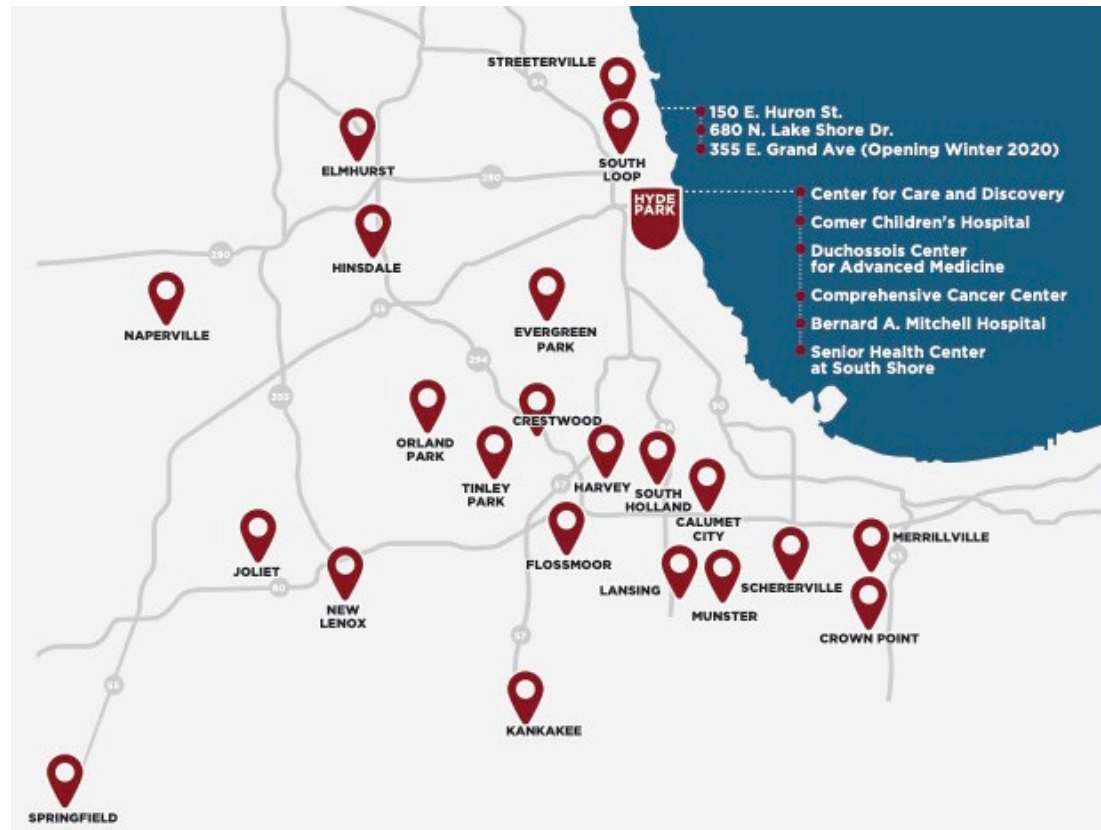 STREETERVILLE
94
150 E. Huron St.
680 N. Lake Shore Dr.
355 E. Grand Ave (Opening Winter 2020)
ELMHURST
SOUTH
LOOP
290
HYDE
PARK
Center for Care and Discovery
Comer Children's Hospital
Duchossois Center
for Advanced Medicine
Comprehensive Cancer Center
Bernard A. Mitchell Hospital
Senior Health Center
at South Shore
HINSDALE
290
NAPERVILLE
55
EVERGREEN
PARK
294
355
90
CRESTWOOD
94
ORLAND
PARK
TINLEY
PARK
HARVEY
SOUTH
HOLLAND
57
CALUMET
CITY
MERRILLVILLE
65
JOLIET
FLOSSMOOR
LANSING
SCHERERVILLE
80
NEW
LENOX
MUNSTER
CROWN POINT
57
55
KANKAKEE
SPRINGFIELD